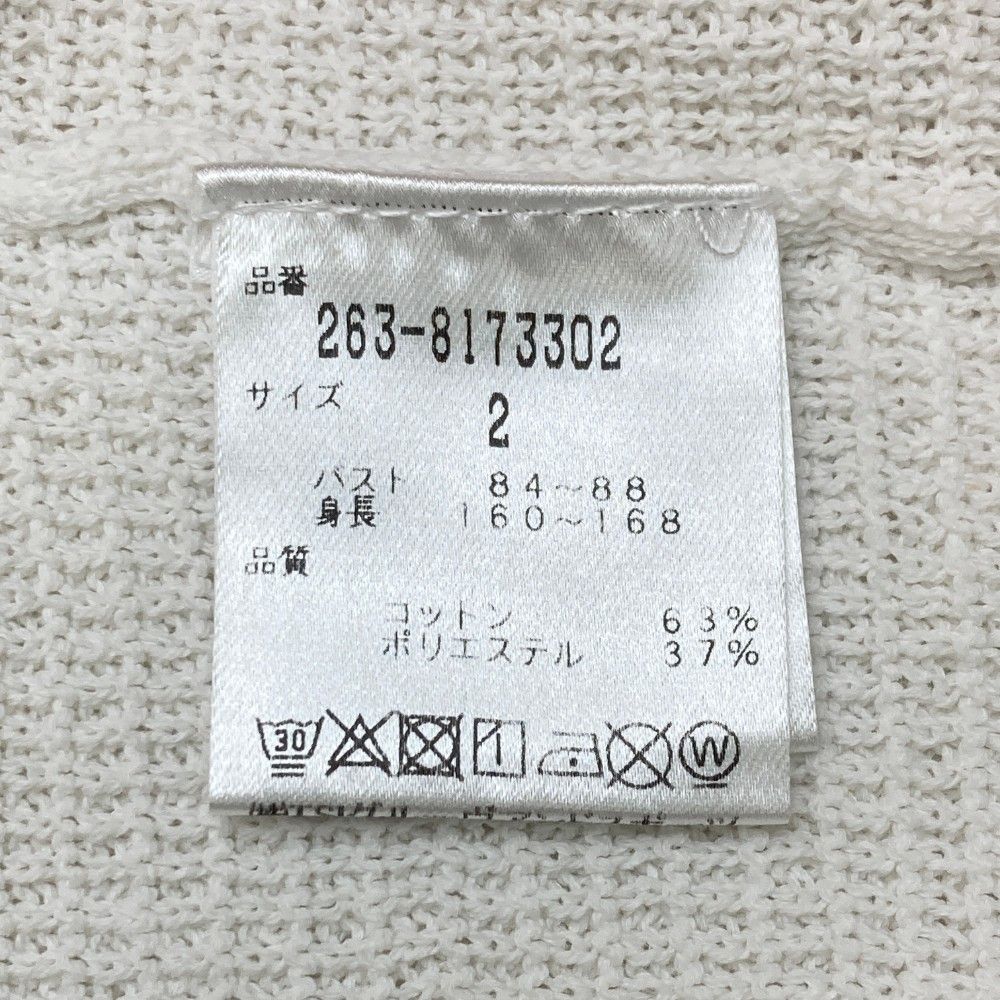 品番
263-8173302
サイズ
2
バスト 84~88
身長 160~168
品質
コットン 63%
ポリエステル 37%
30
W